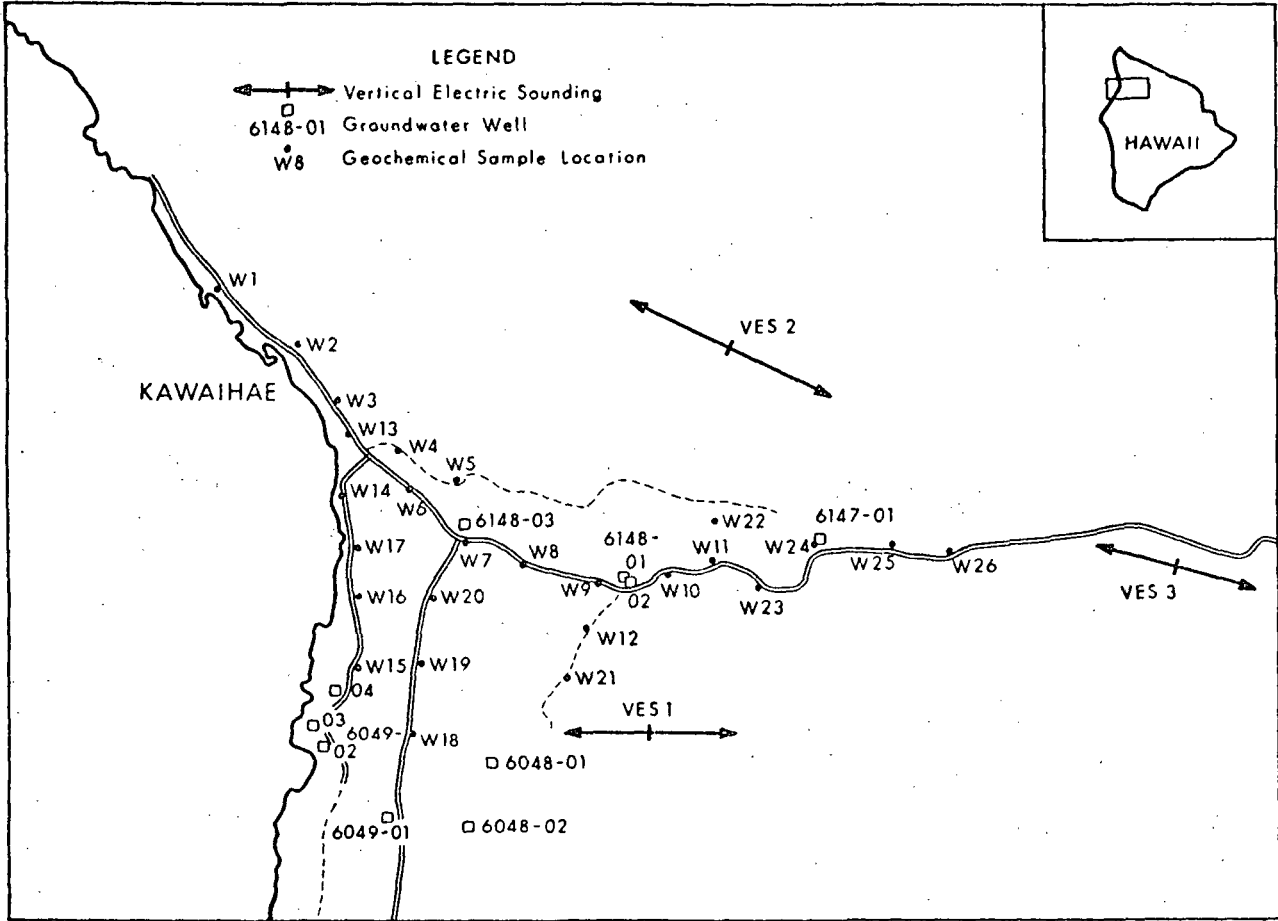 LEGEND
Vertical Electric Sounding
6148-01 Groundwater Well
W8 Geochemical Sample Location
HAWAII
W1
VES 2
W2
KAWAIHAE
W3
W13
W4
W5
W14
W6
6148-03
W22
6147-01
W17
W7
W8
6148-
01
W11
W24
W25
W26
W16
W20
W9
02
W10
W23
VES 3
W12
W15
W19
W21
04
03
6049-
W18
VES 1
02
6048-01
6049-01
6048-02